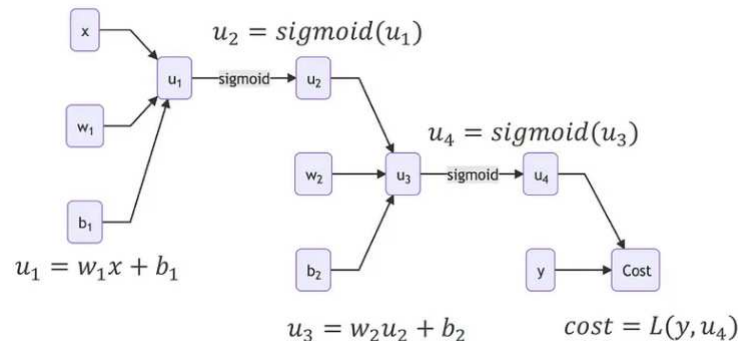 x
u₂ = sigmoid(u₁)
u₁
sigmoid
u₂
w₁
u₄ = sigmoid(u₃)
w₂
u₃
sigmoid
u₄
b₁
u₁ = w₁x + b₁
b₂
y
Cost
u₃ = w₂u₂ + b₂
cost = L(y, u₄)